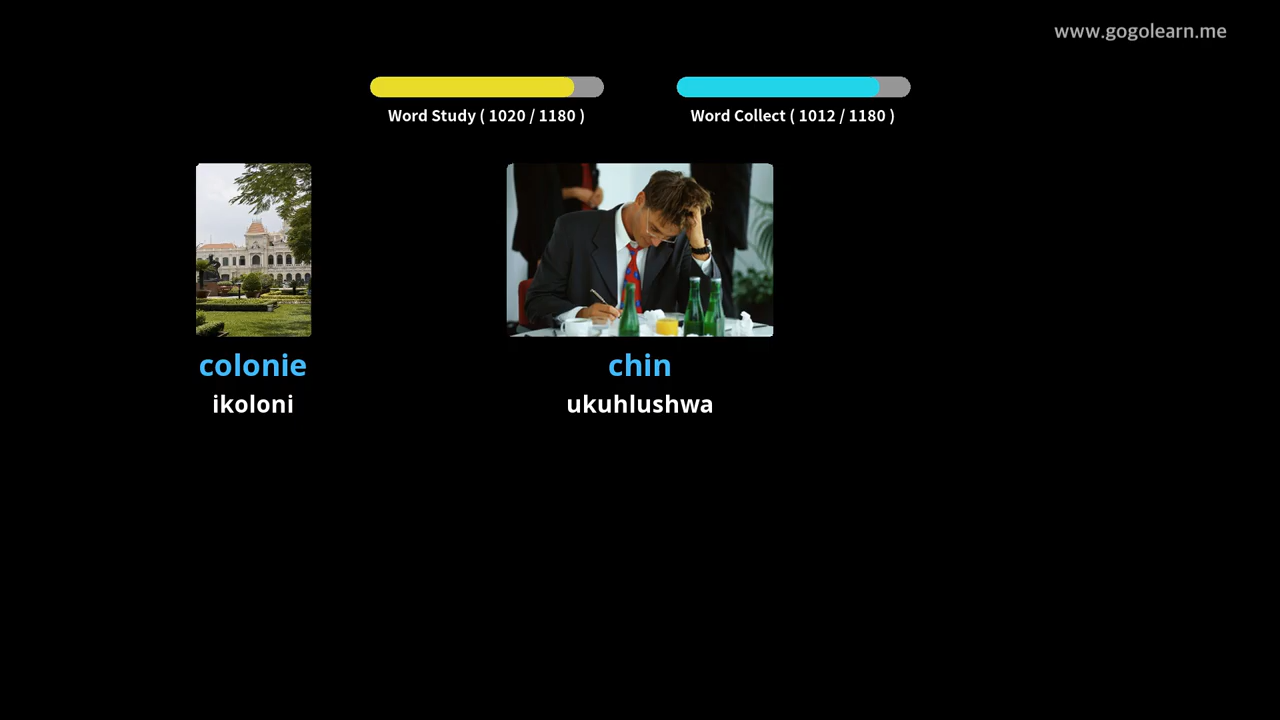 www.gogolearn.me
Word Study ( 1020 / 1180 )
Word Collect ( 1012 / 1180 )
colonie
ikoloni
chin
ukuhlushwa